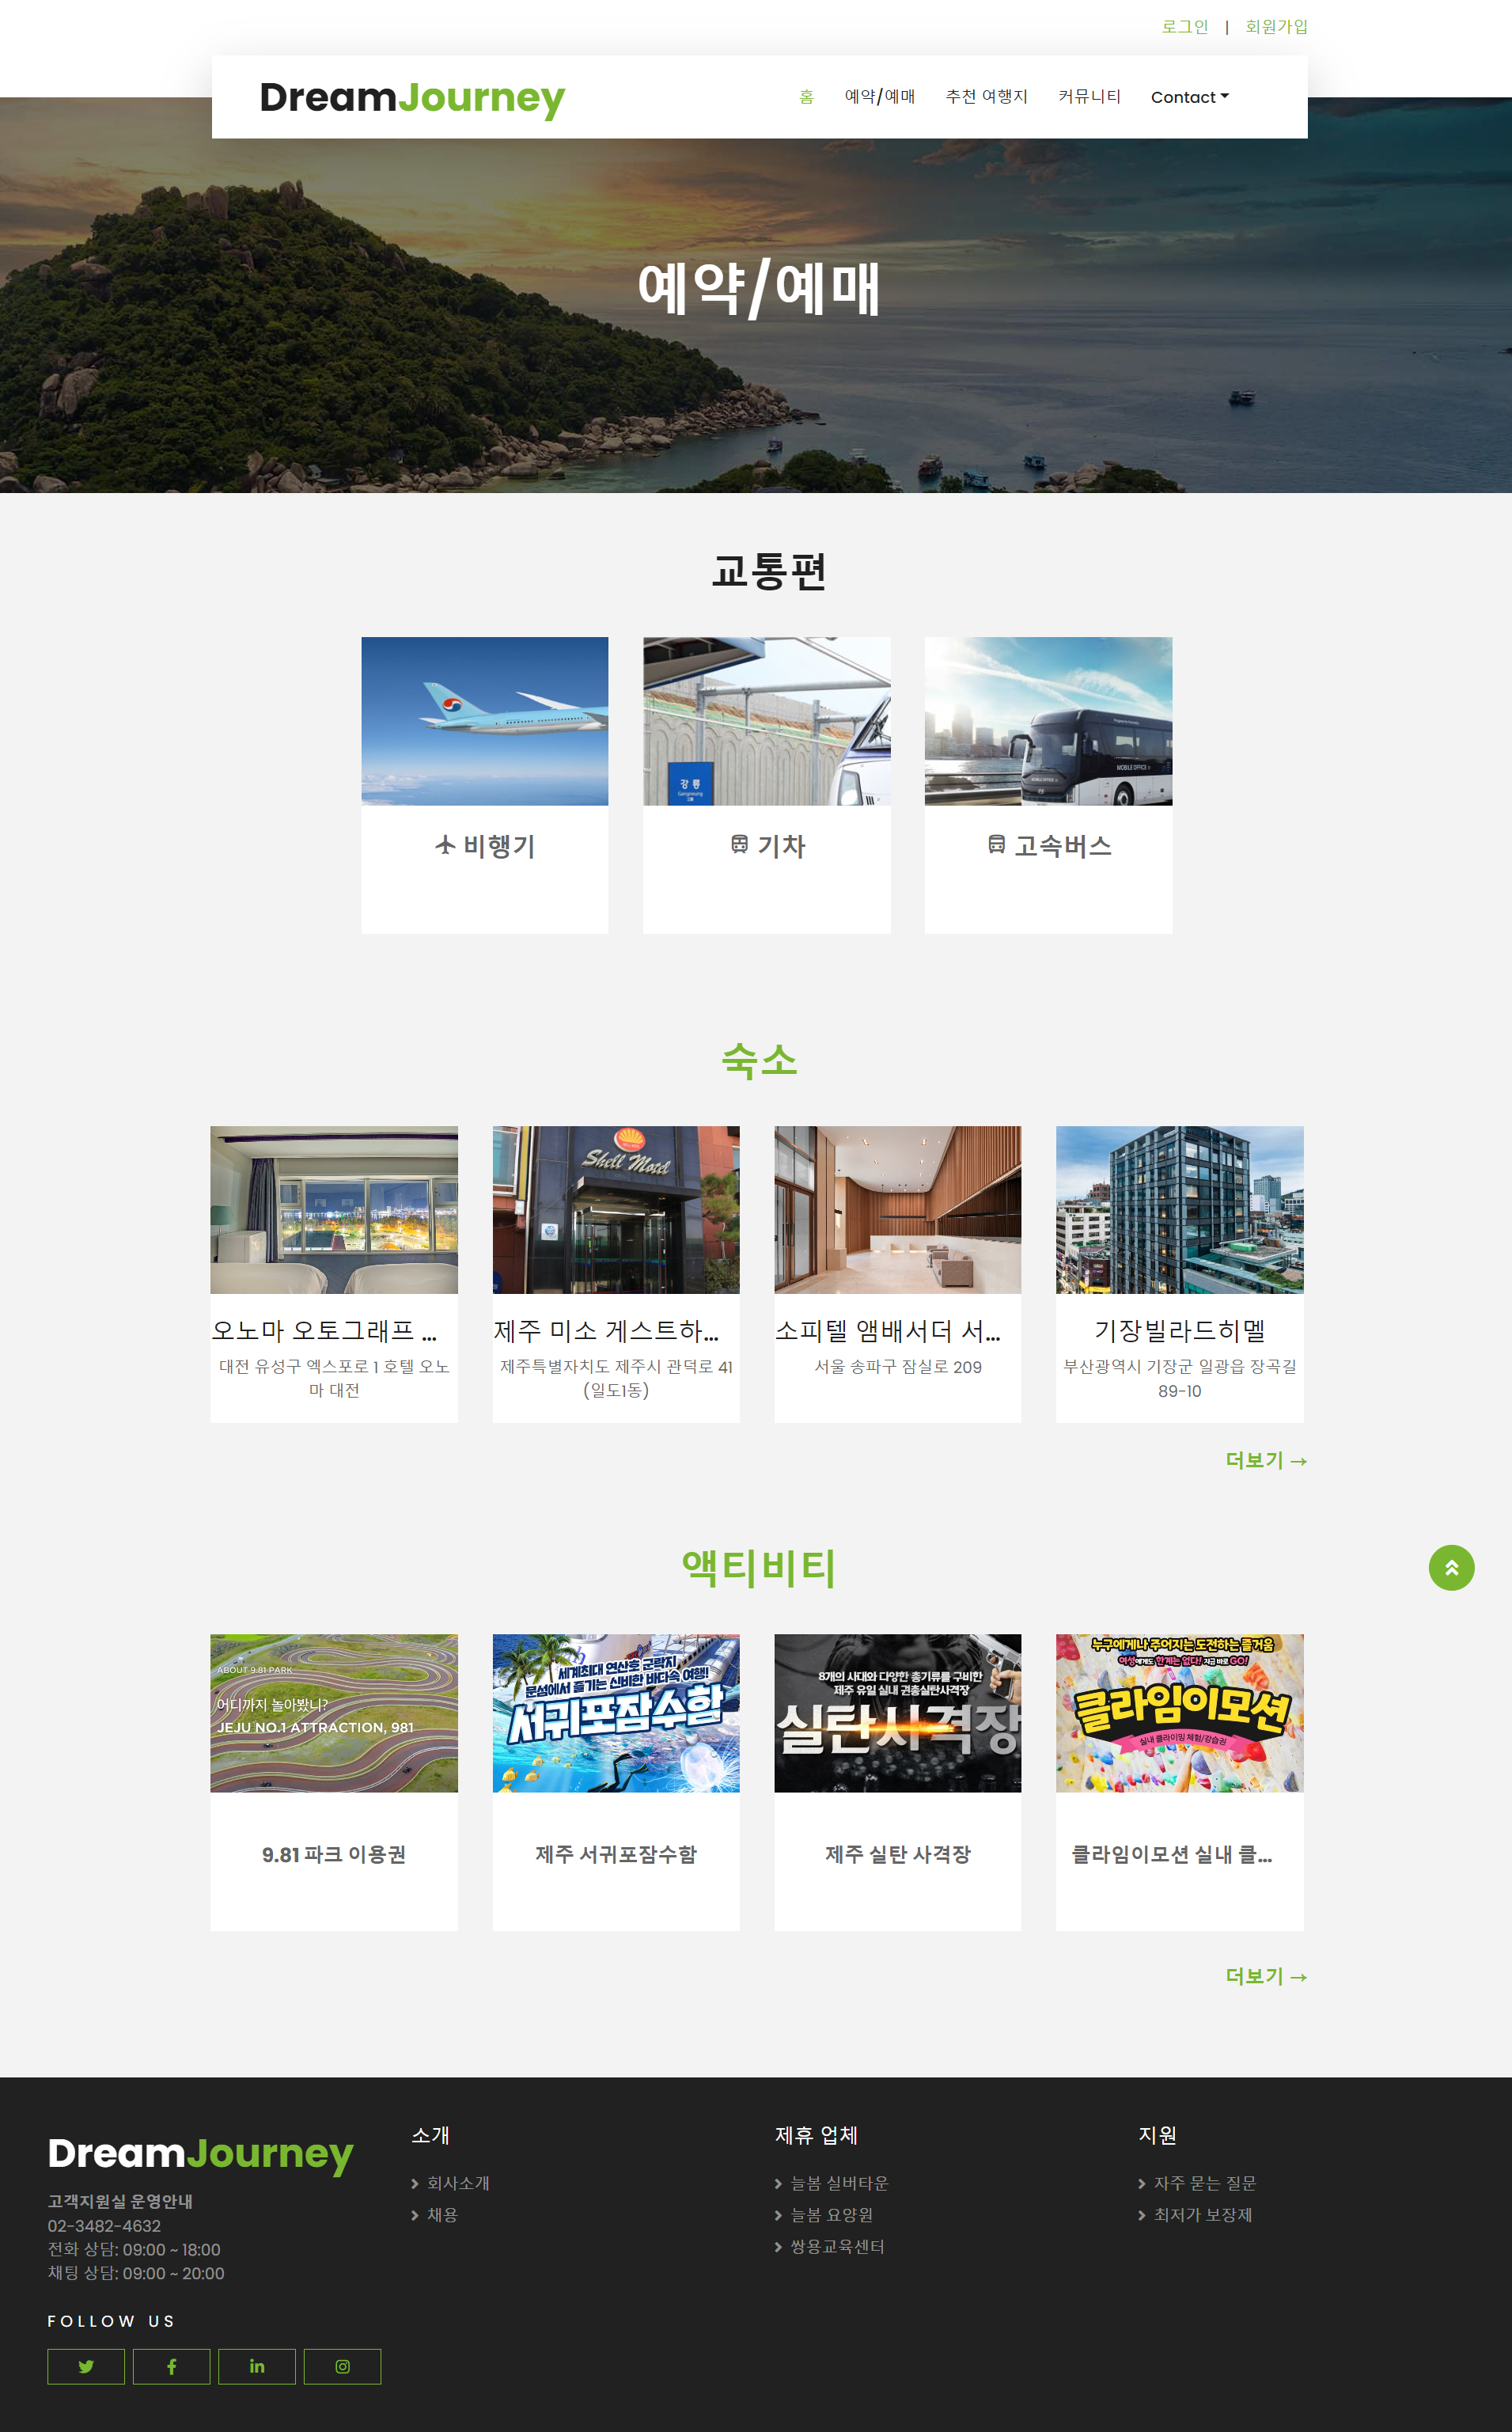 로그인 | 회원가입
DreamJourney
홈 예약/예매 추천 여행지 커뮤니티 Contact
예약/예매
교통편
강릉
Gangneung
MOBILE OFFICE
비행기
기차
고속버스
숙소
Shell Motel
오노마 오토그래프 ...
대전 유성구 엑스포로 1 호텔 오노
마 대전
제주 미소 게스트하...
제주특별자치도 제주시 관덕로 41
(일도1동)
소피텔 앰배서더 서...
서울 송파구 잠실로 209
기장빌라드히멜
부산광역시 기장군 일광읍 장곡길
89-10
더보기 →
액티비티
ABOUT 9.81 PARK
어디까지 놀아봤니?
JEJU NO.1 ATTRACTION, 981
세계최대 연산호 군락지
문섬에서 즐기는 신비한 바다속 여행!
서귀포잠수함
8개의 사대와 다양한 총기류를 구비한
제주 유일 실내 권총실탄사격장
실탄사격장
누구에게나 주어지는 도전하는 즐거움
여성에게도 한계는 없다! 지금 바로 GO!
클라임이모션
실내 클라이밍 체험/강습권
9.81 파크 이용권
제주 서귀포잠수함
제주 실탄 사격장
클라임이모션 실내 클...
더보기 →
DreamJourney
고객지원실 운영안내
02-3482-4632
전화 상담: 09:00 ~ 18:00
채팅 상담: 09:00 ~ 20:00
FOLLOW US
소개
회사소개
채용
제휴 업체
늘봄 실버타운
늘봄 요양원
쌍용교육센터
지원
자주 묻는 질문
최저가 보장제